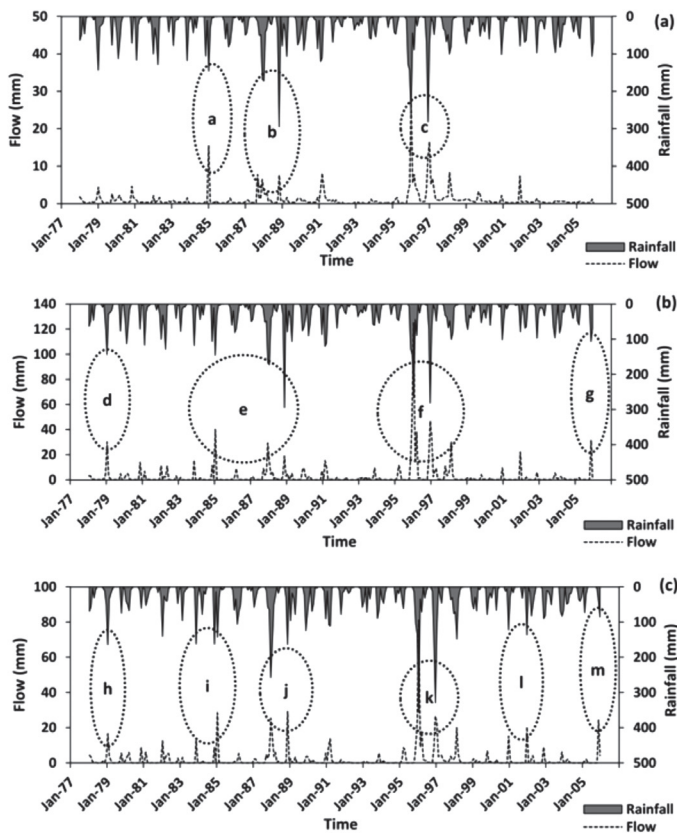 (a)
Flow (mm)
50
40
30
20
10
0
Rainfall (mm)
0
100
200
300
400
500
a
b
c
Jan-77
Jan-79
Jan-81
Jan-83
Jan-85
Jan-87
Jan-89
Jan-91
Jan-93
Jan-95
Jan-97
Jan-99
Jan-01
Jan-03
Jan-05
Time
Rainfall
Flow
(b)
Flow (mm)
140
120
100
80
60
40
20
0
Rainfall (mm)
0
100
200
300
400
500
d
e
f
g
Jan-77
Jan-79
Jan-81
Jan-83
Jan-85
Jan-87
Jan-89
Jan-91
Jan-93
Jan-95
Jan-97
Jan-99
Jan-01
Jan-03
Jan-05
Time
Rainfall
Flow
(c)
Flow (mm)
100
80
60
40
20
0
Rainfall (mm)
0
100
200
300
400
500
h
i
j
k
l
m
Jan-77
Jan-79
Jan-81
Jan-83
Jan-85
Jan-87
Jan-89
Jan-91
Jan-93
Jan-95
Jan-97
Jan-99
Jan-01
Jan-03
Jan-05
Time
Rainfall
Flow